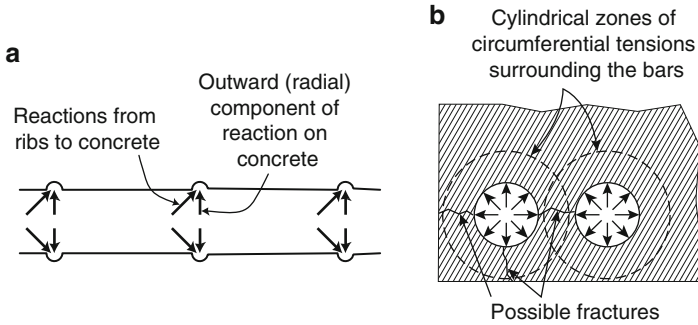 a
Reactions from
ribs to concrete
Outward (radial)
component of
reaction on
concrete
b
Cylindrical zones of
circumferential tensions
surrounding the bars
Possible fractures